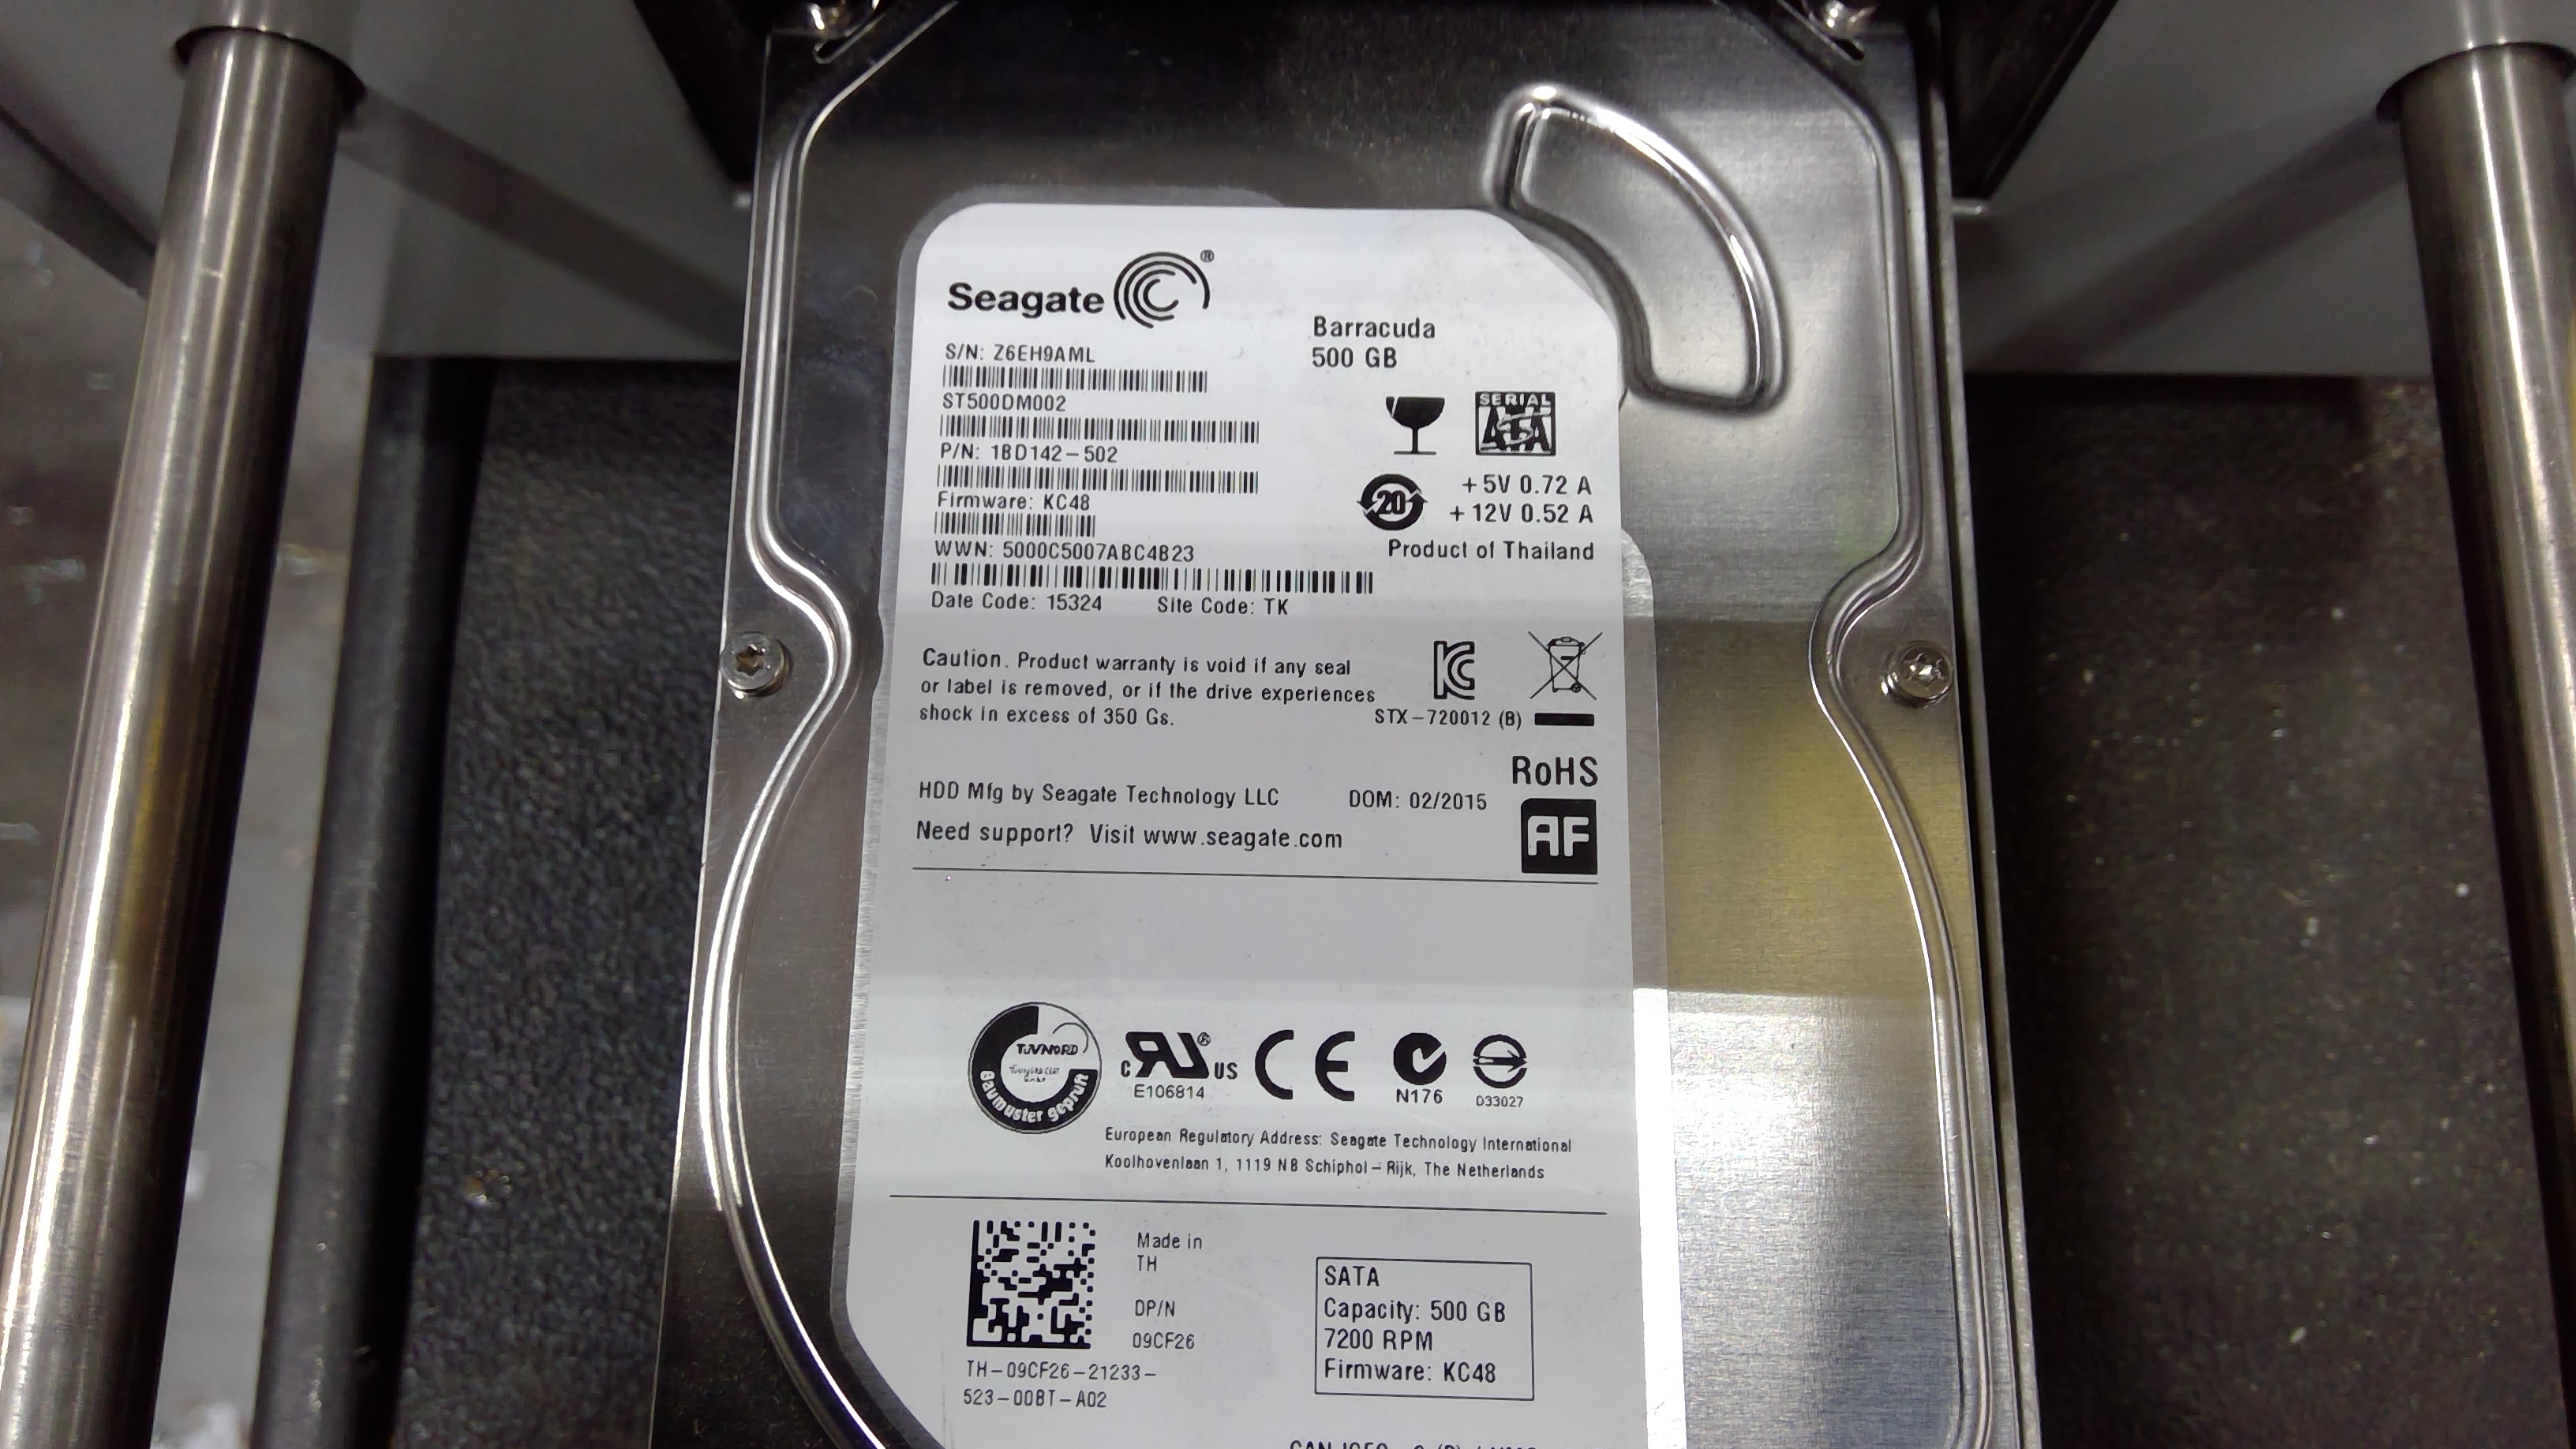 Seagate®
Barracuda
500 GB
S/N: Z6EH9AML
ST500DM002
P/N: 1BD142-502
Firmware: KC48
WWN: 5000C5007ABC4B23
Date Code: 15324 Site Code: TK
SERIAL
ATA
20
+5V 0.72 A
+12V 0.52 A
Product of Thailand
Caution. Product warranty is void if any seal
or label is removed, or if the drive experiences
shock in excess of 350 Gs.
STX-720012 (B)
RoHS
AF
HDD Mfg by Seagate Technology LLC DOM: 02/2015
Need support? Visit www.seagate.com
TÜVNORD
Baumuster geprüft
c RU® US
E106814
CE
N176
D33027
European Regulatory Address: Seagate Technology International
Koolhovenlaan 1, 1119 NB Schiphol-Rijk, The Netherlands
Made in
TH
DP/N
09CF26
TH-09CF26-21233-
523-00BT-A02
SATA
Capacity: 500 GB
7200 RPM
Firmware: KC48